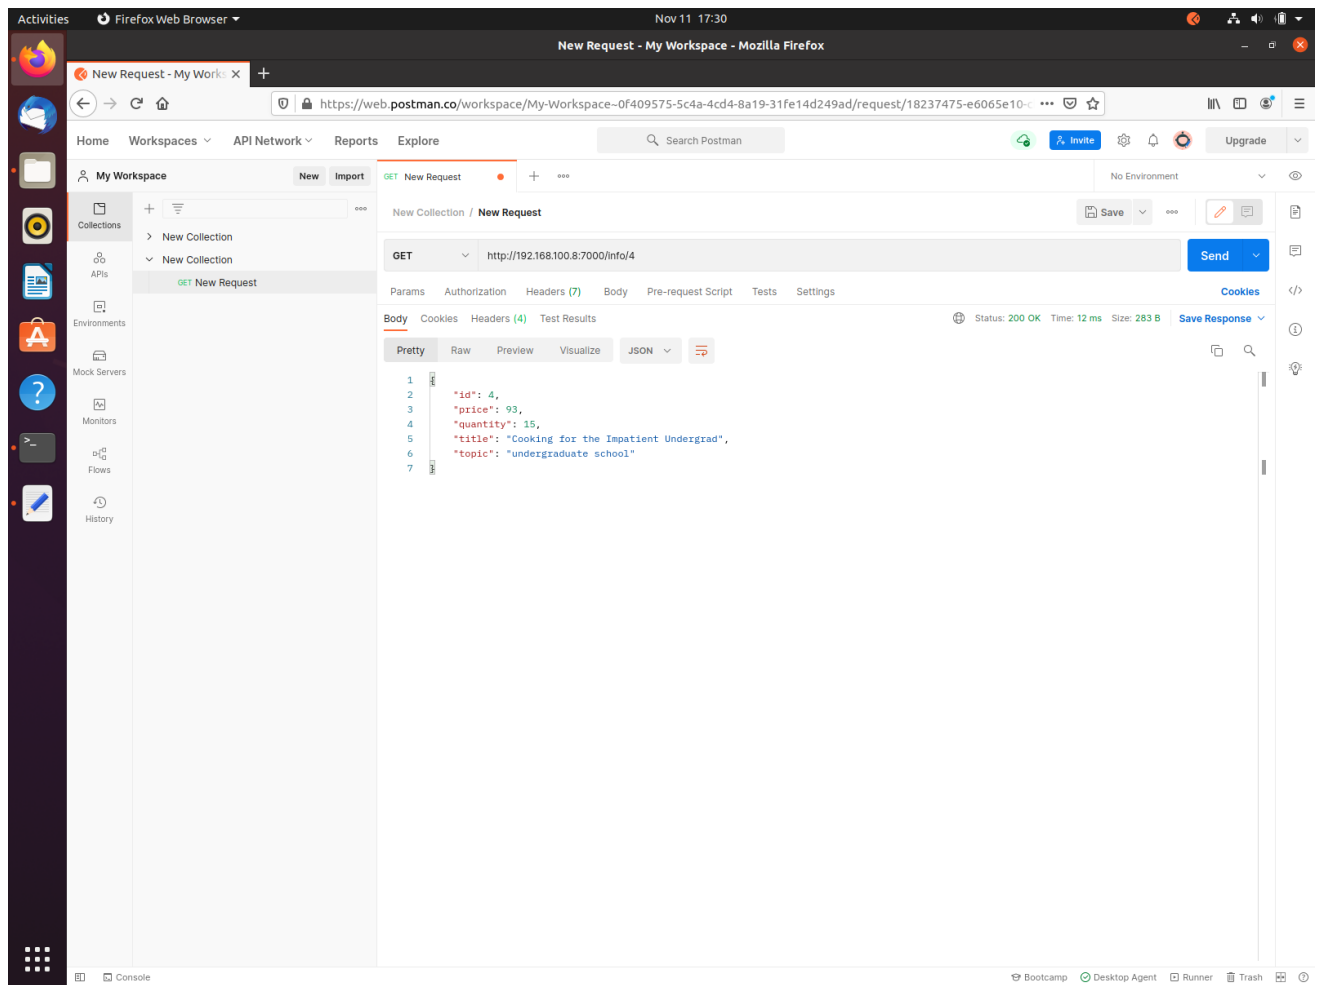 Activities Firefox Web Browser Nov 11 17:30
New Request - My Workspace - Mozilla Firefox
New Request - My Works
https://web.postman.co/workspace/My-Workspace~0f409575-5c4a-4cd4-8a19-31fe14d249ad/request/18237475-e6065e10-c
Home Workspaces API Network Reports Explore Search Postman Invite Upgrade
My Workspace New Import GET New Request No Environment
Collections
New Collection / New Request Save
New Collection
New Collection
GET New Request
APIs
Environments
Mock Servers
Monitors
Flows
History
GET http://192.168.100.8:7000/info/4 Send
Params Authorization Headers (7) Body Pre-request Script Tests Settings Cookies
Body Cookies Headers (4) Test Results Status: 200 OK Time: 12 ms Size: 283 B Save Response
Pretty Raw Preview Visualize JSON
1 {
2 "id": 4,
3 "price": 93,
4 "quantity": 15,
5 "title": "Cooking for the Impatient Undergrad",
6 "topic": "undergraduate school"
7 }
Console Bootcamp Desktop Agent Runner Trash